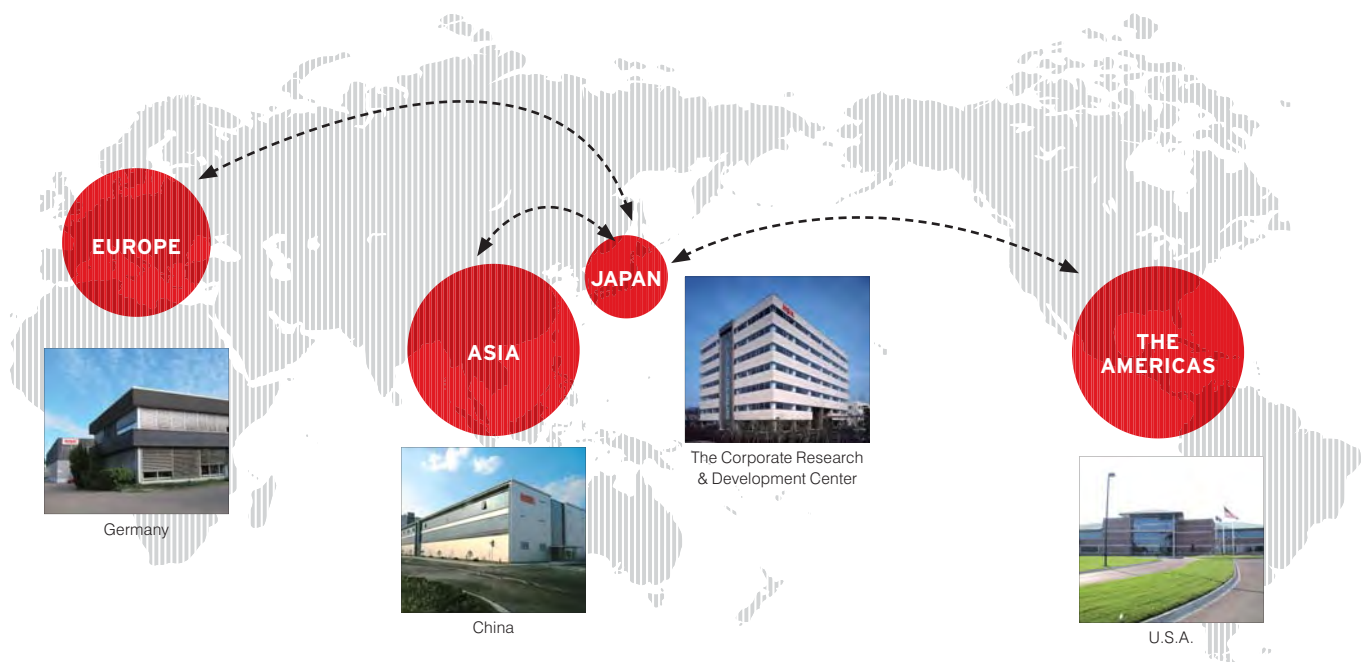 EUROPE
ASIA
JAPAN
THE
AMERICAS
Germany
China
The Corporate Research
& Development Center
U.S.A.